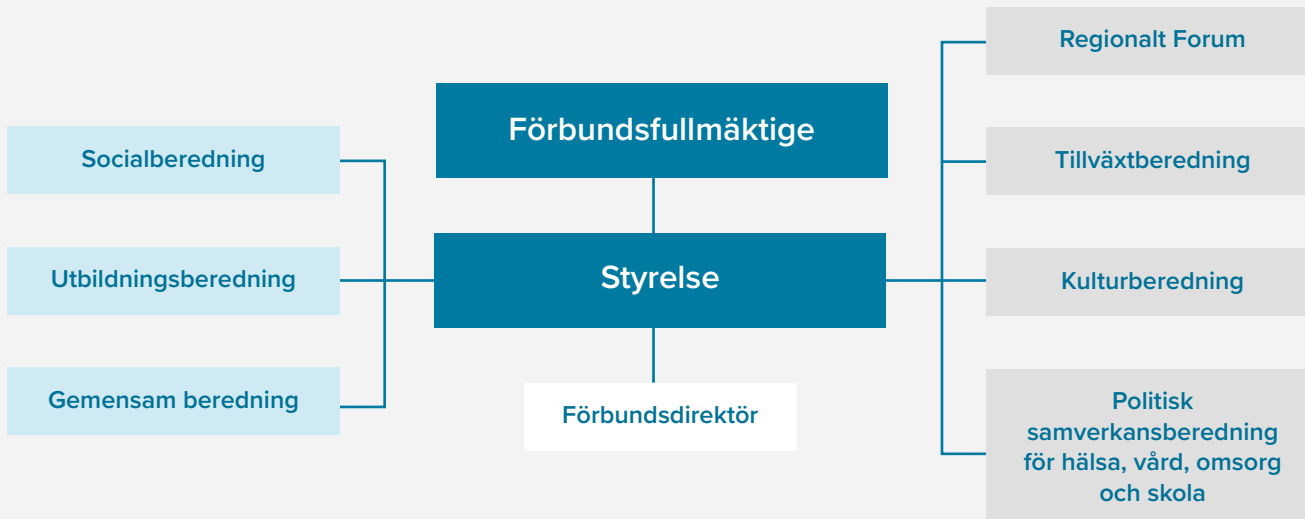 Förbundsfullmäktige
Styrelse
Förbundsdirektör
Socialberedning
Utbildningsberedning
Gemensam beredning
Regionalt Forum
Tillväxtberedning
Kulturberedning
Politisk
samverkansberedning
för hälsa, vård, omsorg
och skola